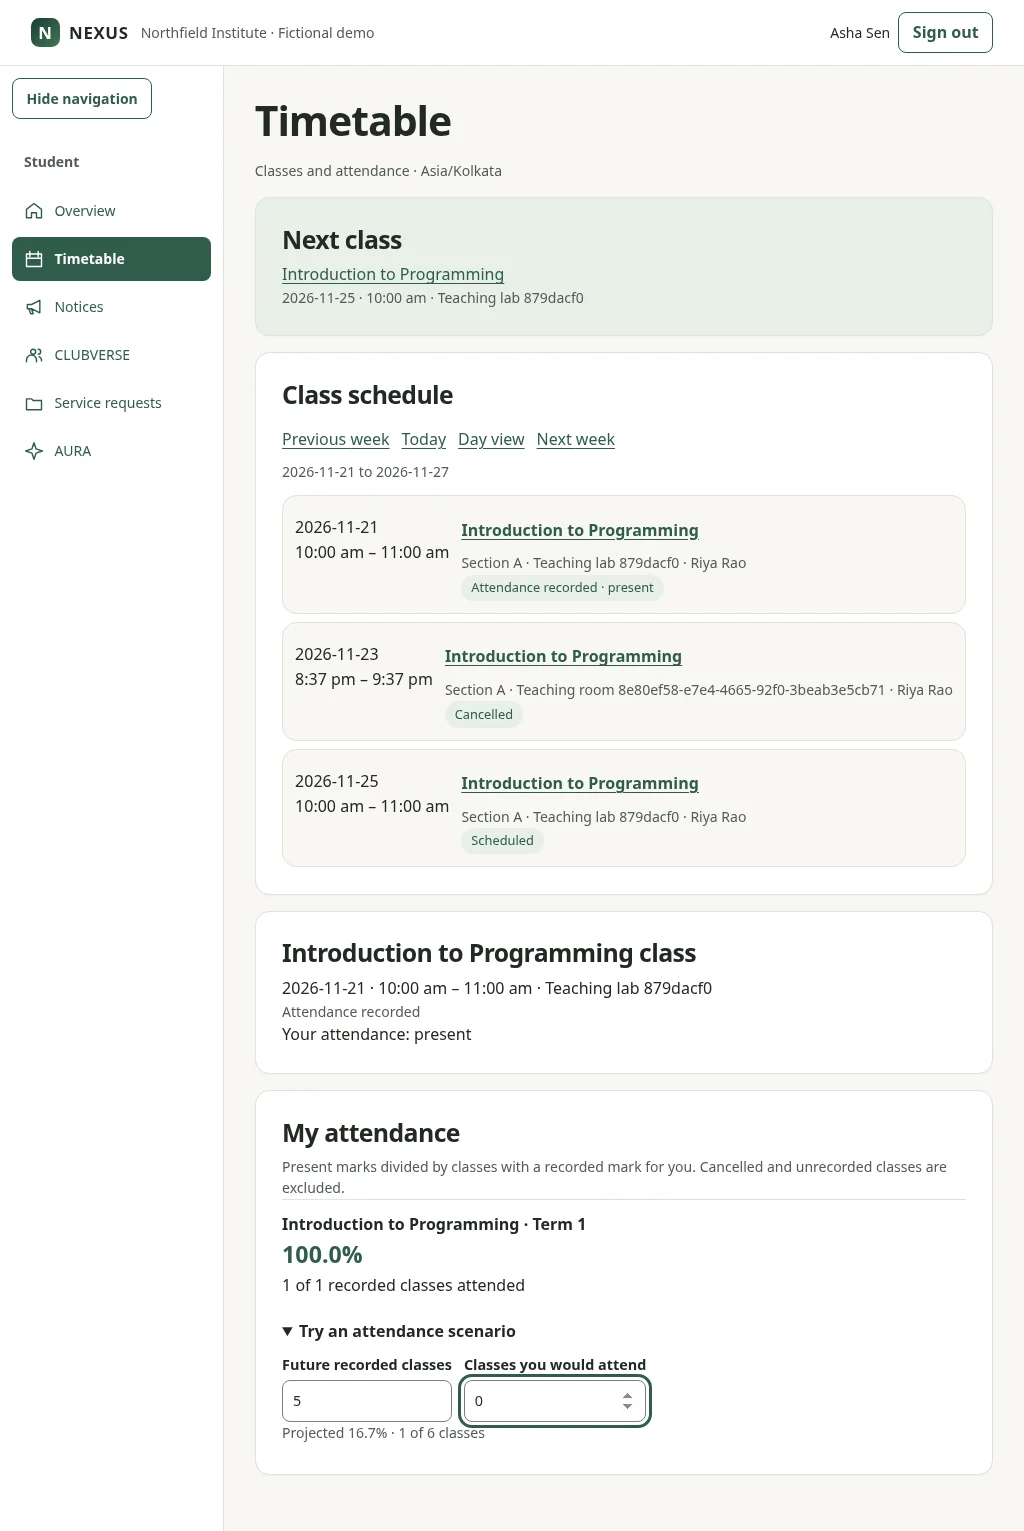 N NEXUS Northfield Institute · Fictional demo
Asha Sen Sign out
Hide navigation
Student
Overview
Timetable
Notices
CLUBVERSE
Service requests
AURA
Timetable
Classes and attendance · Asia/Kolkata
Next class
Introduction to Programming
2026-11-25 · 10:00 am · Teaching lab 879dacf0
Class schedule
Previous week Today Day view Next week
2026-11-21 to 2026-11-27
2026-11-21
10:00 am – 11:00 am
Introduction to Programming
Section A · Teaching lab 879dacf0 · Riya Rao
Attendance recorded · present
2026-11-23
8:37 pm – 9:37 pm
Introduction to Programming
Section A · Teaching room 8e80ef58-e7e4-4665-92f0-3beab3e5cb71 · Riya Rao
Cancelled
2026-11-25
10:00 am – 11:00 am
Introduction to Programming
Section A · Teaching lab 879dacf0 · Riya Rao
Scheduled
Introduction to Programming class
2026-11-21 · 10:00 am – 11:00 am · Teaching lab 879dacf0
Attendance recorded
Your attendance: present
My attendance
Present marks divided by classes with a recorded mark for you. Cancelled and unrecorded classes are
excluded.
Introduction to Programming · Term 1
100.0%
1 of 1 recorded classes attended
▼ Try an attendance scenario
Future recorded classes Classes you would attend
5 0
Projected 16.7% · 1 of 6 classes